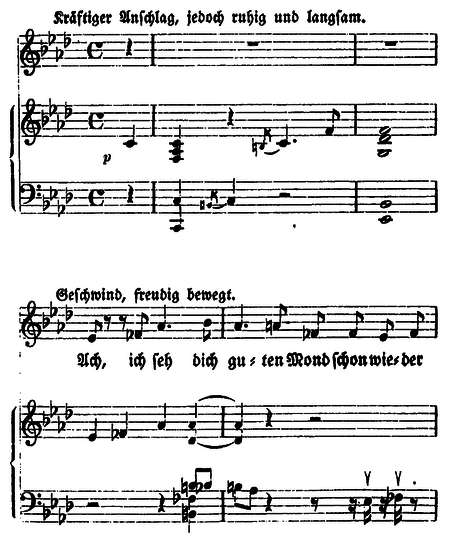 Kräftiger Anschlag, jedoch ruhig und langsam.
p
Geschwind, freudig bewegt.
Ach, ich seh dich gu-ten Mond schon wie-der